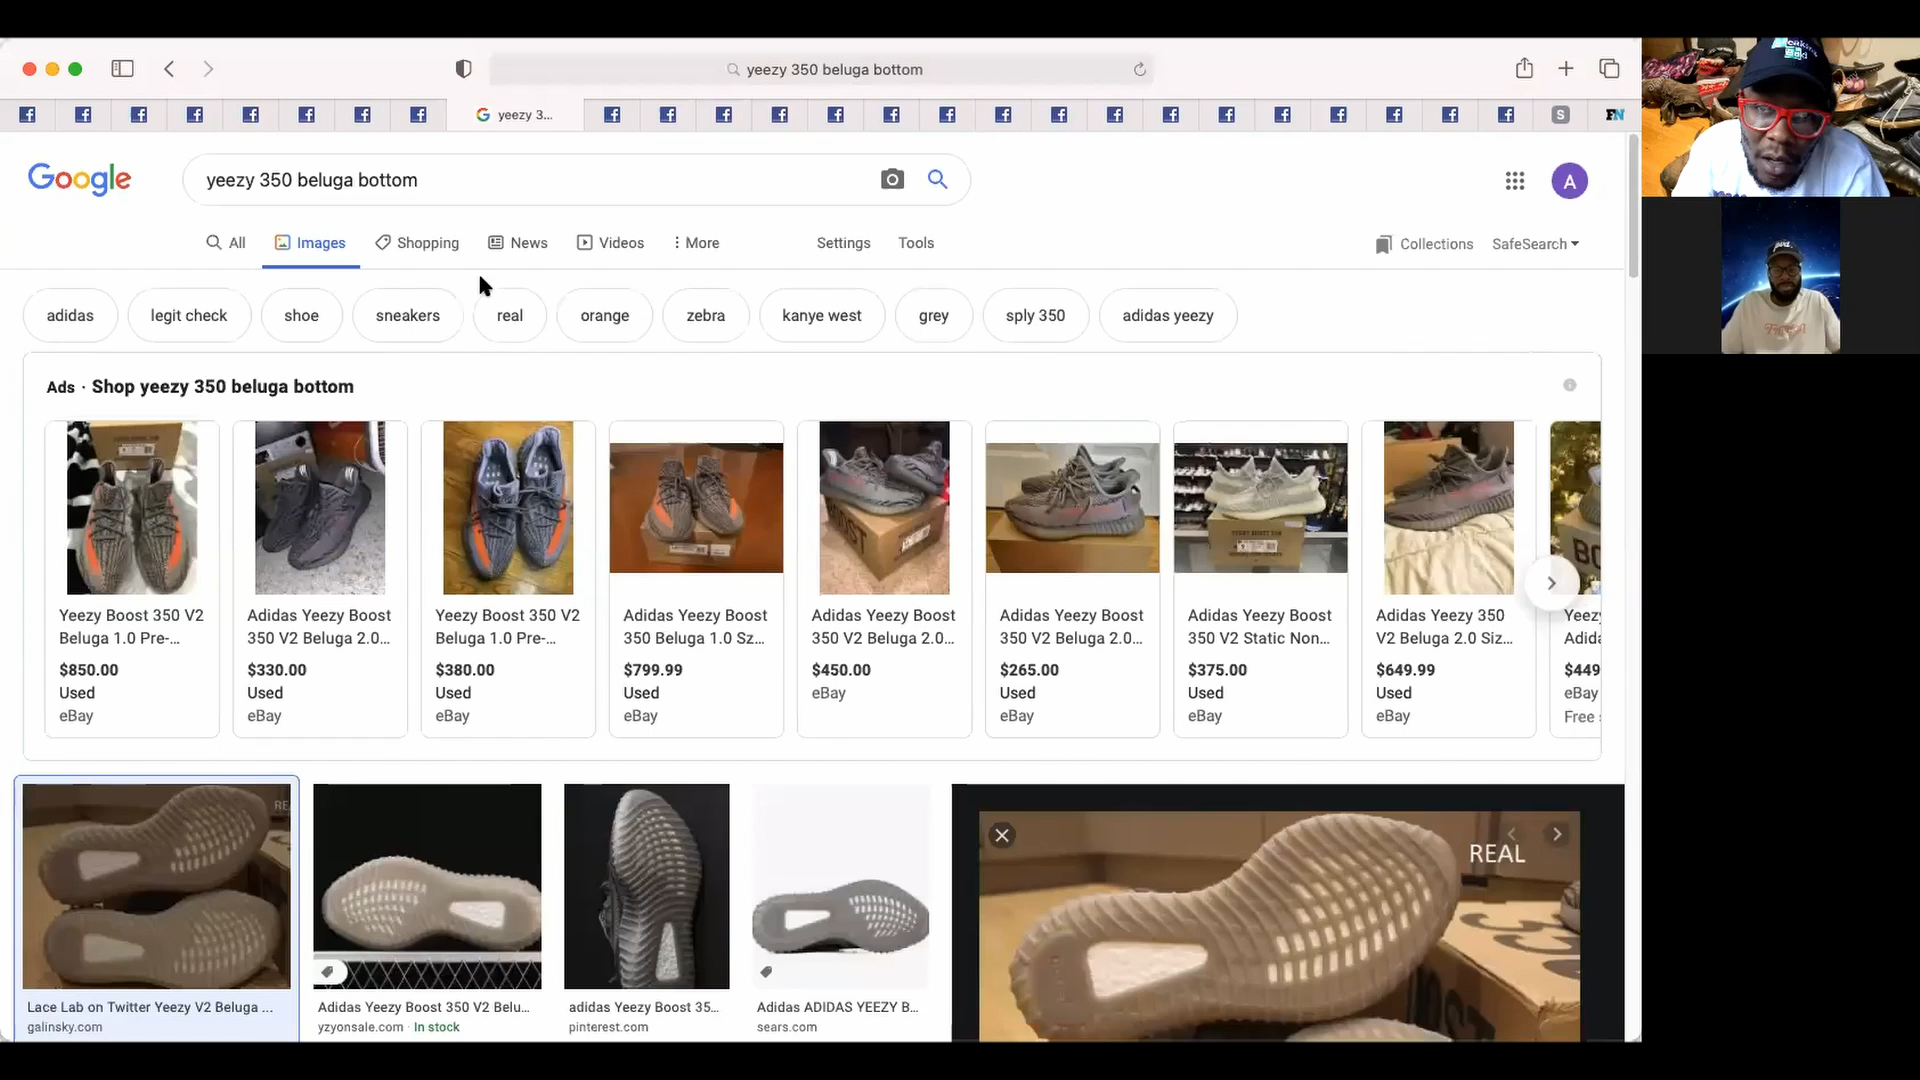 yeezy 350 beluga bottom
yeezy 3...
S
FN
Google
yeezy 350 beluga bottom
A
All
Images
Shopping
News
Videos
More
Settings
Tools
Collections
SafeSearch
adidas
legit check
shoe
sneakers
real
orange
zebra
kanye west
grey
sply 350
adidas yeezy
Ads · Shop yeezy 350 beluga bottom
Yeezy Boost 350 V2
Beluga 1.0 Pre-...
$850.00
Used
eBay
Adidas Yeezy Boost
350 V2 Beluga 2.0...
$330.00
Used
eBay
Yeezy Boost 350 V2
Beluga 1.0 Pre-...
$380.00
Used
eBay
Adidas Yeezy Boost
350 Beluga 1.0 Sz...
$799.99
Used
eBay
Adidas Yeezy Boost
350 V2 Beluga 2.0...
$450.00
eBay
Adidas Yeezy Boost
350 V2 Beluga 2.0...
$265.00
Used
eBay
Adidas Yeezy Boost
350 V2 Static Non...
$375.00
Used
eBay
Adidas Yeezy 350
V2 Beluga 2.0 Siz...
$649.99
Used
eBay
Yeezy
Adida
$449
eBay
Free
Lace Lab on Twitter Yeezy V2 Beluga ...
galinsky.com
Adidas Yeezy Boost 350 V2 Belu...
yzyonsale.com · In stock
adidas Yeezy Boost 35...
pinterest.com
Adidas ADIDAS YEEZY B...
sears.com
REAL